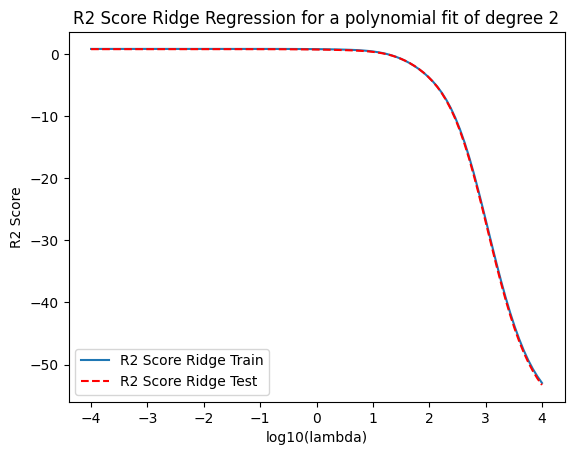 R2 Score Ridge Regression for a polynomial fit of degree 2
0
−10
−20
−30
−40
−50
R2 Score
R2 Score Ridge Train
R2 Score Ridge Test
−4 −3 −2 −1 0 1 2 3 4
log10(lambda)